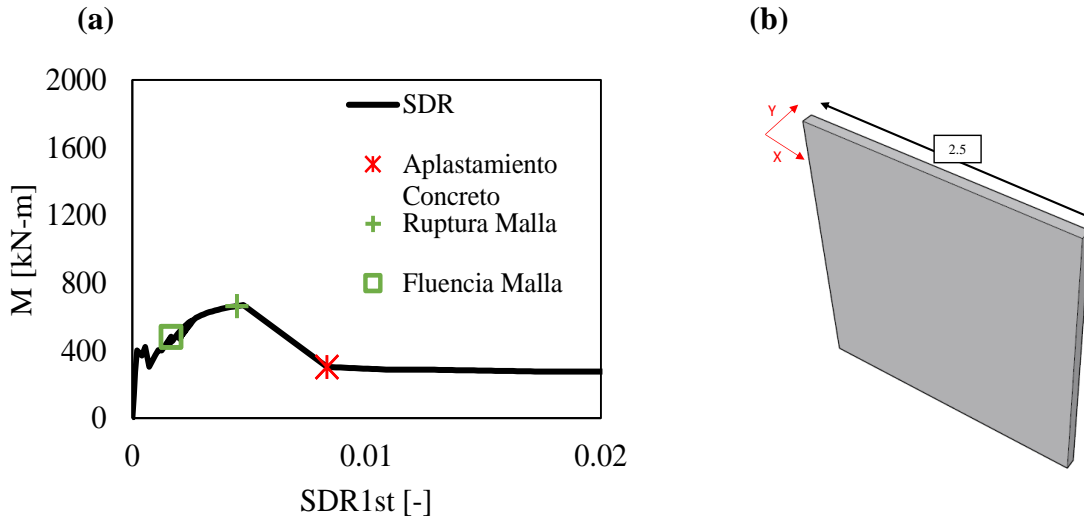 (a)
(b)
2000
1600
1200
800
400
0
M [kN-m]
SDR
Aplastamiento
Concreto
Ruptura Malla
Fluencia Malla
0
0.01
0.02
SDR1st [-]
Y
X
2.5